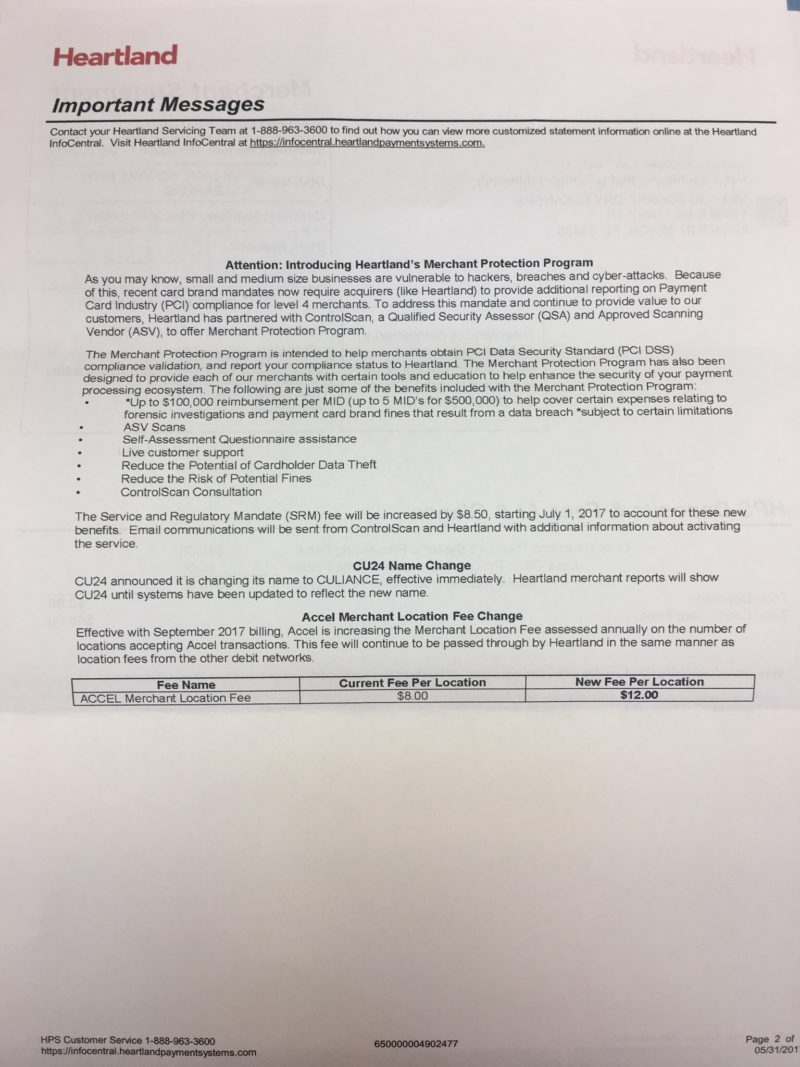 Heartland
Important Messages
Contact your Heartland Servicing Team at 1-888-963-3600 to find out how you can view more customized statement information online at the Heartland
InfoCentral. Visit Heartland InfoCentral at https://infocentral.heartlandpaymentsystems.com.
Attention: Introducing Heartland's Merchant Protection Program
As you may know, small and medium size businesses are vulnerable to hackers, breaches and cyber-attacks. Because
of this, recent card brand mandates now require acquirers (like Heartland) to provide additional reporting on Payment
Card Industry (PCI) compliance for level 4 merchants. To address this mandate and continue to provide value to our
customers, Heartland has partnered with ControlScan, a Qualified Security Assessor (QSA) and Approved Scanning
Vendor (ASV), to offer Merchant Protection Program.
The Merchant Protection Program is intended to help merchants obtain PCI Data Security Standard (PCI DSS)
compliance validation, and report your compliance status to Heartland. The Merchant Protection Program has also been
designed to provide each of our merchants with certain tools and education to help enhance the security of your payment
processing ecosystem. The following are just some of the benefits included with the Merchant Protection Program:
• *Up to $100,000 reimbursement per MID (up to 5 MID's for $500,000) to help cover certain expenses relating to
forensic investigations and payment card brand fines that result from a data breach *subject to certain limitations
• ASV Scans
• Self-Assessment Questionnaire assistance
• Live customer support
• Reduce the Potential of Cardholder Data Theft
• Reduce the Risk of Potential Fines
• ControlScan Consultation
The Service and Regulatory Mandate (SRM) fee will be increased by $8.50, starting July 1, 2017 to account for these new
benefits. Email communications will be sent from ControlScan and Heartland with additional information about activating
the service.
CU24 Name Change
CU24 announced it is changing its name to CULIANCE, effective immediately. Heartland merchant reports will show
CU24 until systems have been updated to reflect the new name.
Accel Merchant Location Fee Change
Effective with September 2017 billing, Accel is increasing the Merchant Location Fee assessed annually on the number of
locations accepting Accel transactions. This fee will continue to be passed through by Heartland in the same manner as
location fees from the other debit networks.
Fee Name Current Fee Per Location New Fee Per Location
ACCEL Merchant Location Fee $8.00 $12.00
HPS Customer Service 1-888-963-3600 650000004902477 Page 2 of
https://infocentral.heartlandpaymentsystems.com 05/31/201